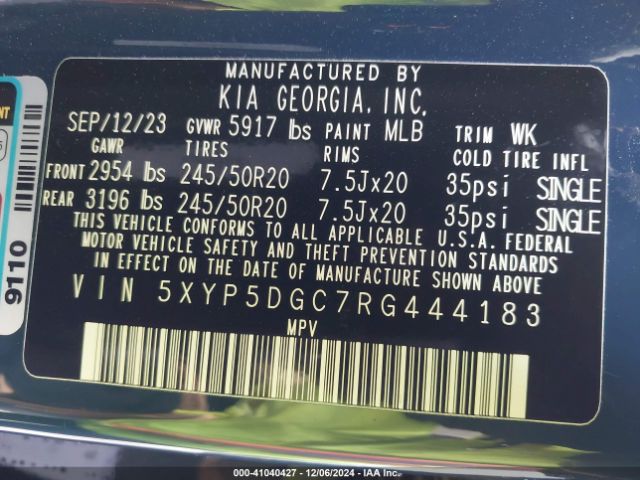 MANUFACTURED BY
KIA GEORGIA, INC.
SEP/12/23 GVWR 5917 lbs PAINT MLB TRIM WK
GAWR TIRES RIMS COLD TIRE INFL
FRONT 2954 lbs 245/50R20 7.5Jx20 35psi SINGLE
REAR 3196 lbs 245/50R20 7.5Jx20 35psi SINGLE
THIS VEHICLE CONFORMS TO ALL APPLICABLE U.S.A. FEDERAL
MOTOR VEHICLE SAFETY AND THEFT PREVENTION STANDARDS
IN EFFECT ON THE DATE OF MANUFACTURE SHOWN ABOVE
VIN 5XYP5DGC7RG444183
MPV
9110
000-41040427 - 12/06/2024 - IAA Inc.